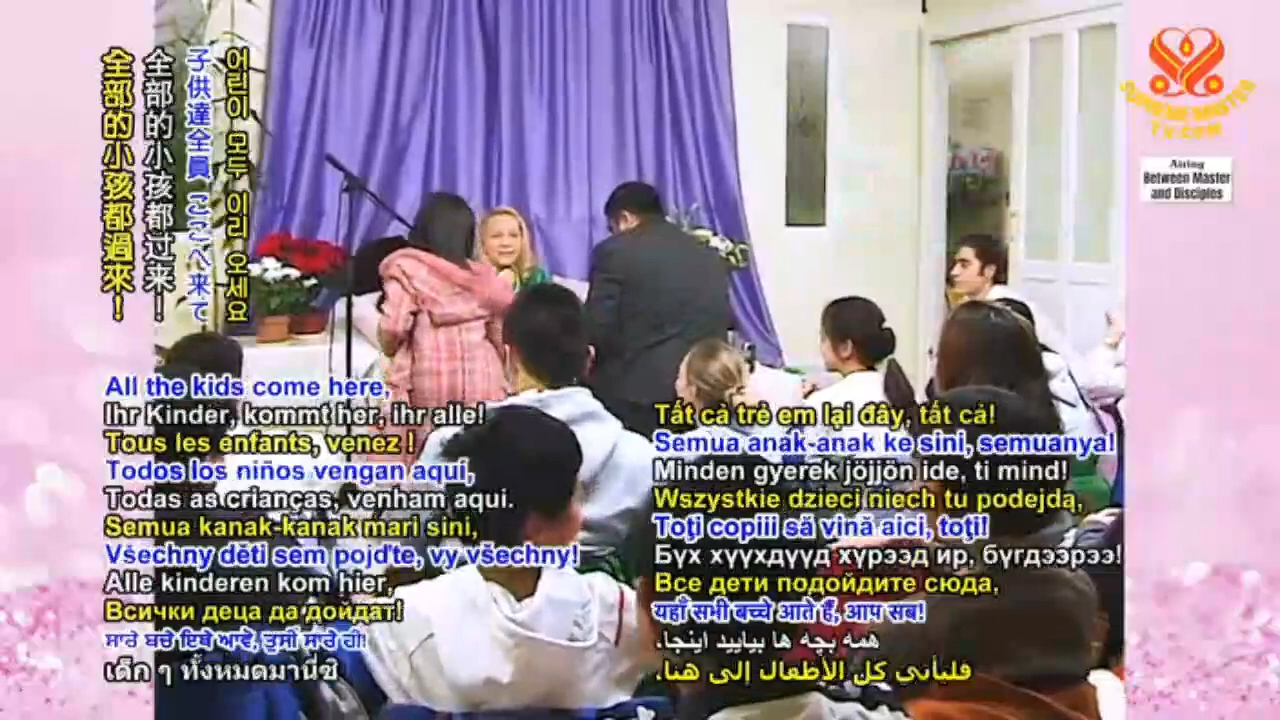 全部的小孩都過來！
全部的小孩都过来！
子供達全員 ここへ来て
어린이 모두 이리 오세요
SUPREME MASTER
TV.com
Airing
Between Master
and Disciples
All the kids come here,
Ihr Kinder, kommt her, ihr alle!
Tous les enfants, venez !
Todos los niños vengan aquí,
Todas as crianças, venham aqui.
Semua kanak-kanak mari sini,
Všechny děti sem pojďte, vy všechny!
Alle kinderen kom hier,
Всички деца да дойдат!
ਸਾਰੇ ਬਚੇ ਇਥੇ ਆਵੋ, ਤੁਸੀਂ ਸਾਰੇ ਹੀ!
เด็ก ๆ ทั้งหมดมานี่ซิ
Tất cả trẻ em lại đây, tất cả!
Semua anak-anak ke sini, semuanya!
Minden gyerek jöjjön ide, ti mind!
Wszystkie dzieci niech tu podejdą,
Toţi copiii să vină aici, toţi!
Бүх хүүхдүүд хүрээд ир, бүгдээрээ!
Все дети подойдите сюда,
यहाँ सभी बच्चे आते हैं, आप सब!
همه بچه ها بیایید اینجا،
فليأتي كل الأطفال إلى هنا،